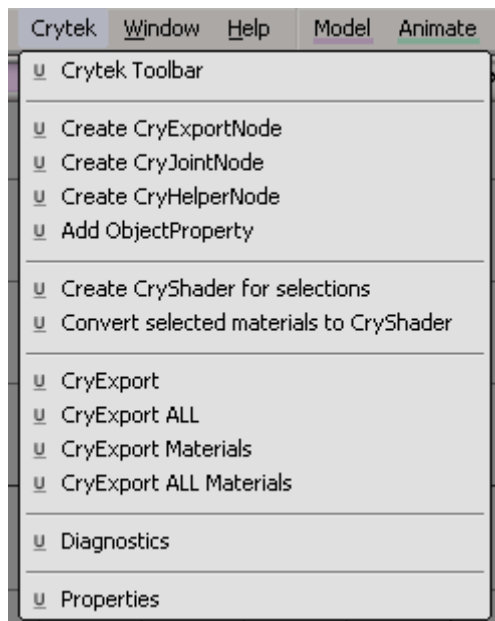 Crytek Window Help Model Animate
u Crytek Toolbar
u Create CryExportNode
u Create CryJointNode
u Create CryHelperNode
u Add ObjectProperty
u Create CryShader for selections
u Convert selected materials to CryShader
u CryExport
u CryExport ALL
u CryExport Materials
u CryExport ALL Materials
u Diagnostics
u Properties